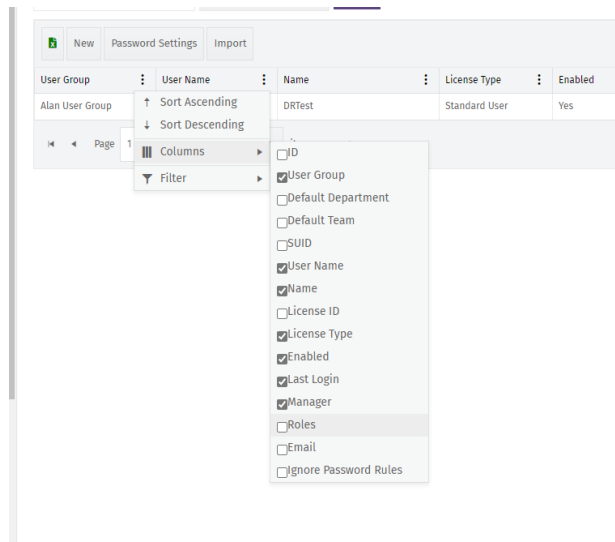 New Password Settings Import
User Group User Name Name License Type Enabled
Alan User Group DRTest Standard User Yes
Sort Ascending
Sort Descending
Page 1
Columns
Filter
ID
User Group
Default Department
Default Team
SUID
User Name
Name
License ID
License Type
Enabled
Last Login
Manager
Roles
Email
Ignore Password Rules